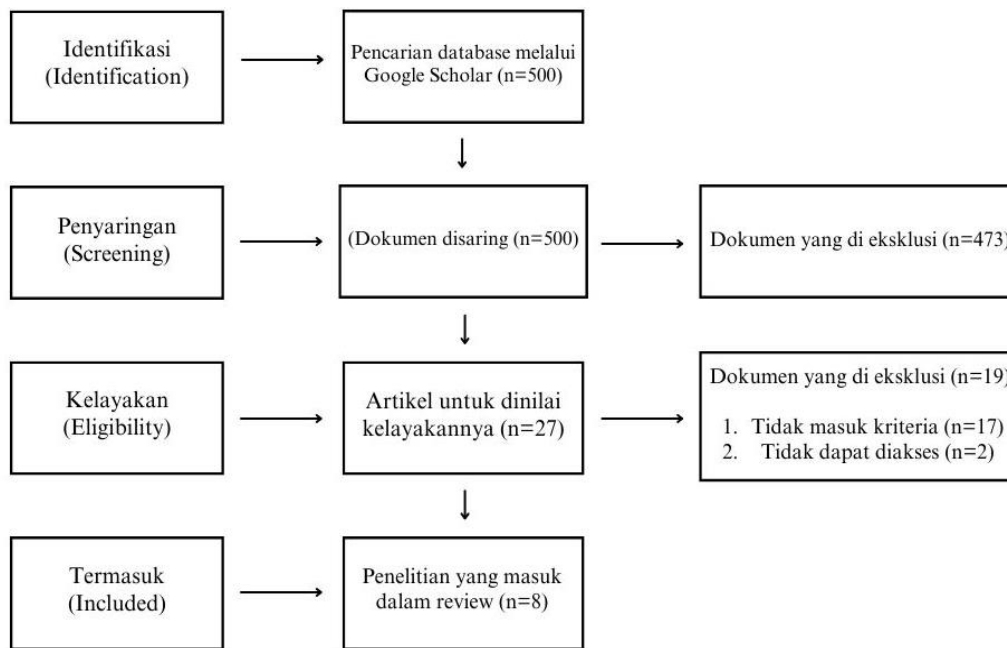 Identifikasi
(Identification)
Pencarian database melalui
Google Scholar (n=500)
Penyaringan
(Screening)
(Dokumen disaring (n=500)
Dokumen yang di eksklusi (n=473)
Kelayakan
(Eligibility)
Artikel untuk dinilai
kelayakannya (n=27)
Dokumen yang di eksklusi (n=19)
1. Tidak masuk kriteria (n=17)
2. Tidak dapat diakses (n=2)
Termasuk
(Included)
Penelitian yang masuk
dalam review (n=8)